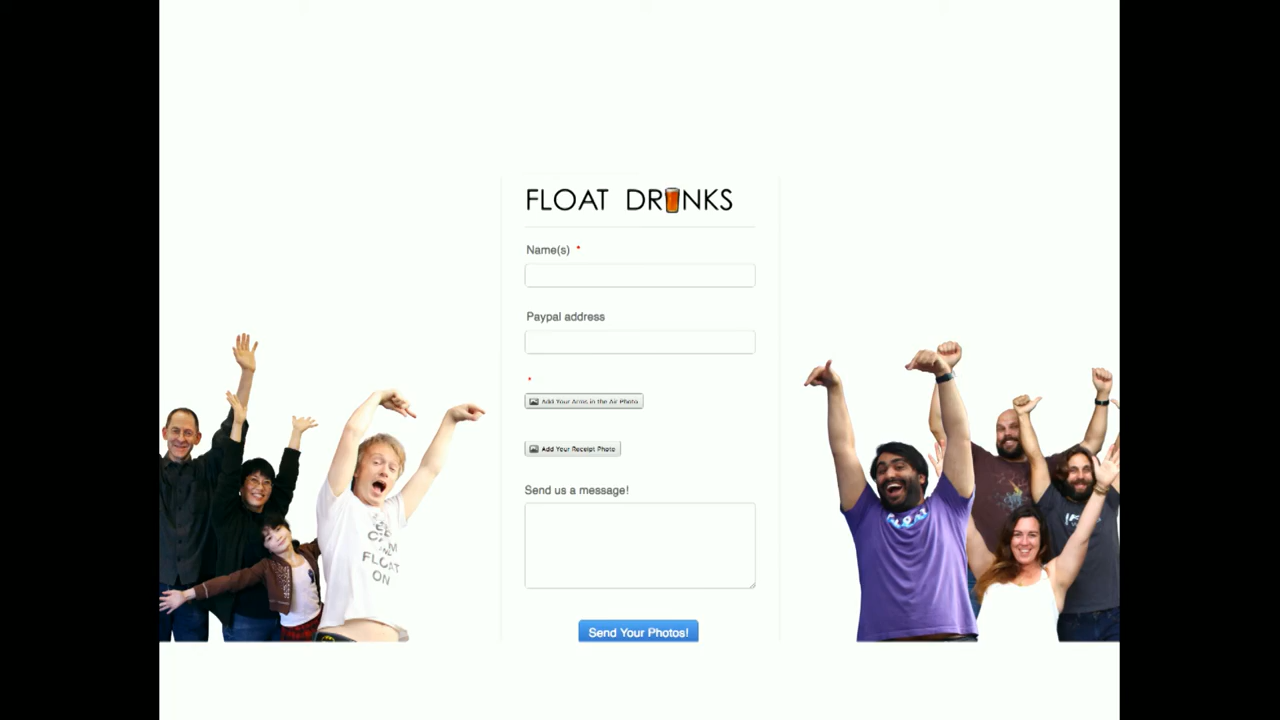 FLOAT DRINKS
Name(s) *
Paypal address
*
Add Your Arms in the Air Photo
Add Your Receipt Photo
Send us a message!
Send Your Photos!
FLOAT
ON
FLOAT